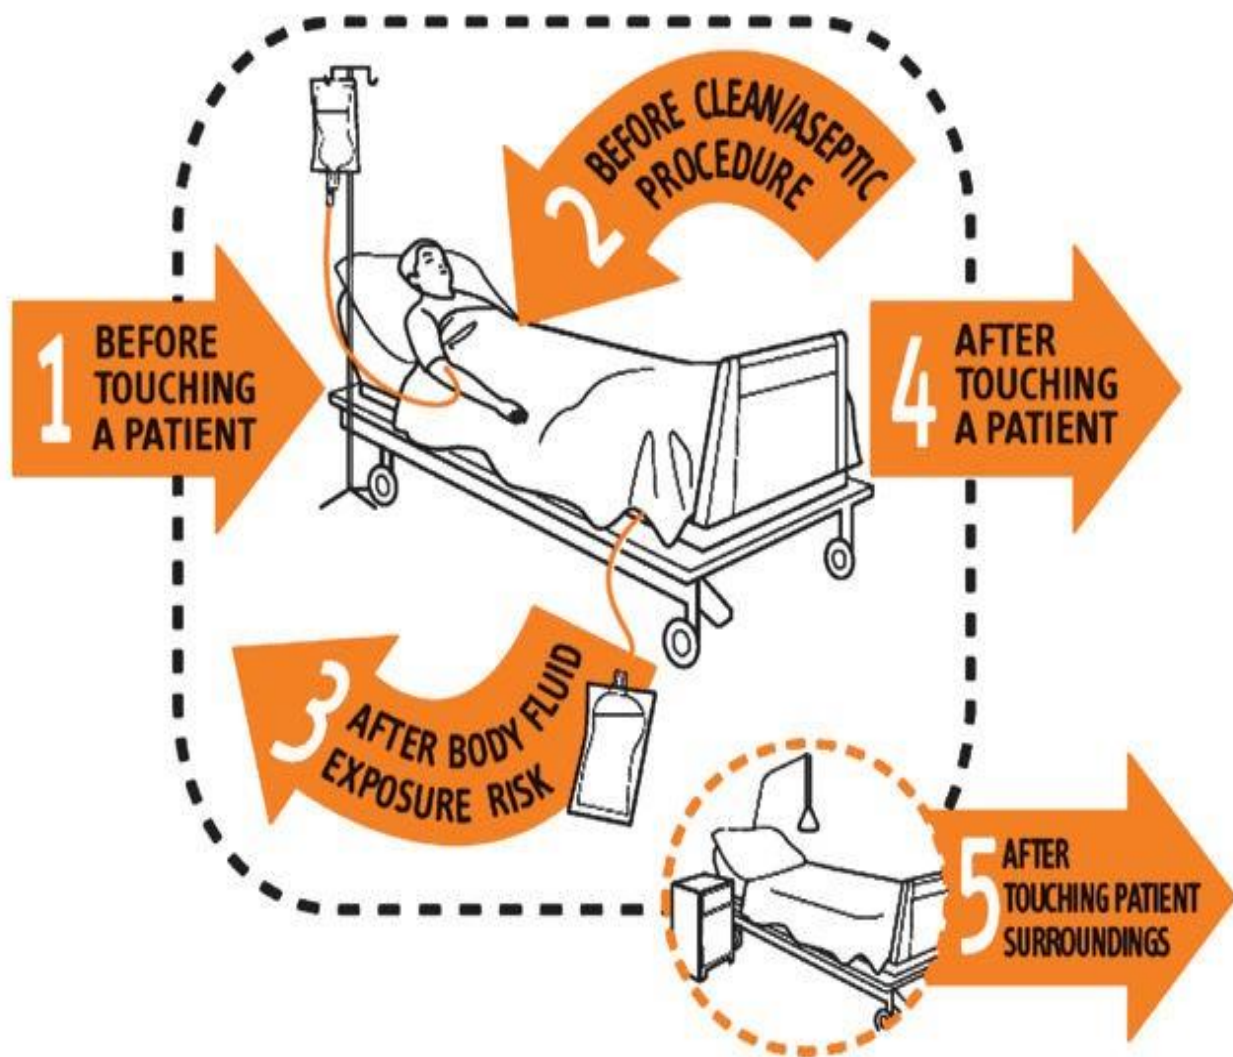 1
BEFORE
TOUCHING
A PATIENT
2
BEFORE CLEAN/ASEPTIC
PROCEDURE
3
AFTER BODY FLUID
EXPOSURE RISK
4
AFTER
TOUCHING
A PATIENT
5
AFTER
TOUCHING PATIENT
SURROUNDINGS